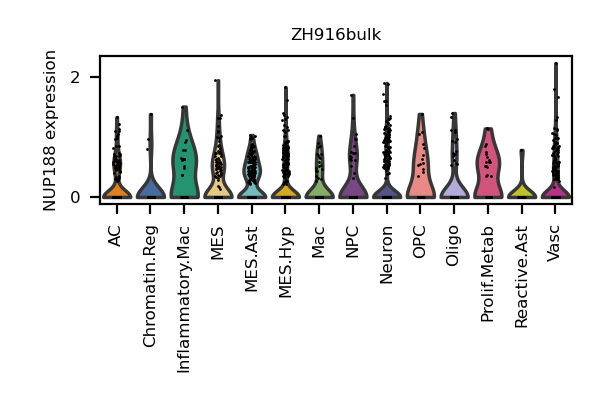 ZH916bulk
NUP188 expression
2
0
AC
Chromatin.Reg
Inflammatory.Mac
MES
MES.Ast
MES.Hyp
Mac
NPC
Neuron
OPC
Oligo
Prolif.Metab
Reactive.Ast
Vasc